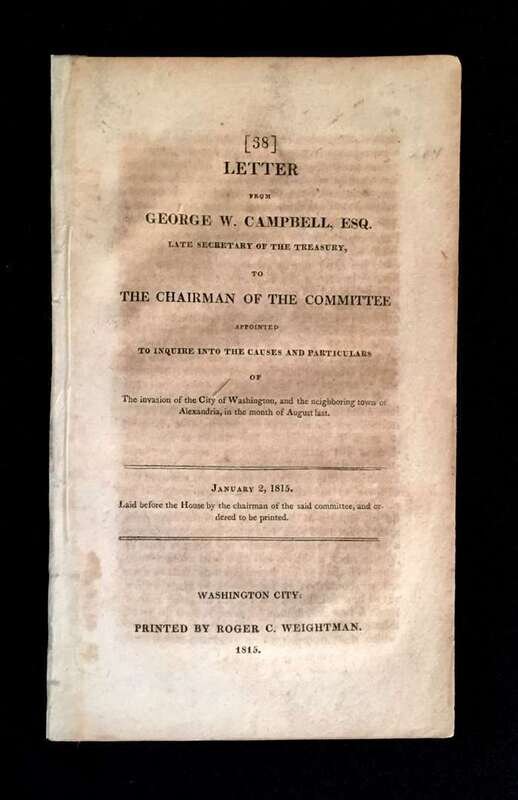 [38]
LETTER
FROM
GEORGE W. CAMPBELL, ESQ.
LATE SECRETARY OF THE TREASURY,
TO
THE CHAIRMAN OF THE COMMITTEE
APPOINTED
TO INQUIRE INTO THE CAUSES AND PARTICULARS
OF
The invasion of the City of Washington, and the neighboring town of
Alexandria, in the month of August last.
JANUARY 2, 1815.
Laid before the House by the chairman of the said committee, and or-
dered to be printed.
WASHINGTON CITY:
PRINTED BY ROGER C. WEIGHTMAN.
1815.